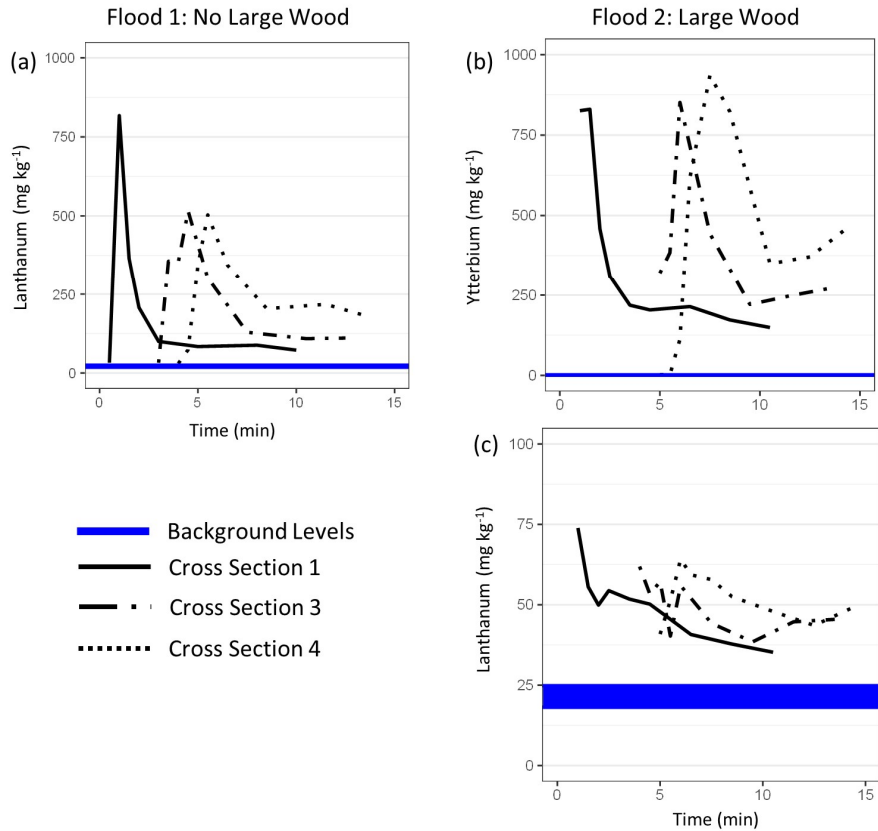 Flood 1: No Large Wood
Flood 2: Large Wood
(a)
1000
750
500
250
0
Lanthanum (mg kg⁻¹)
0 5 10 15
Time (min)
(b)
1000
750
500
250
0
Ytterbium (mg kg⁻¹)
0 5 10 15
(c)
100
75
50
25
0
Lanthanum (mg kg⁻¹)
0 5 10 15
Time (min)
Background Levels
Cross Section 1
Cross Section 3
Cross Section 4